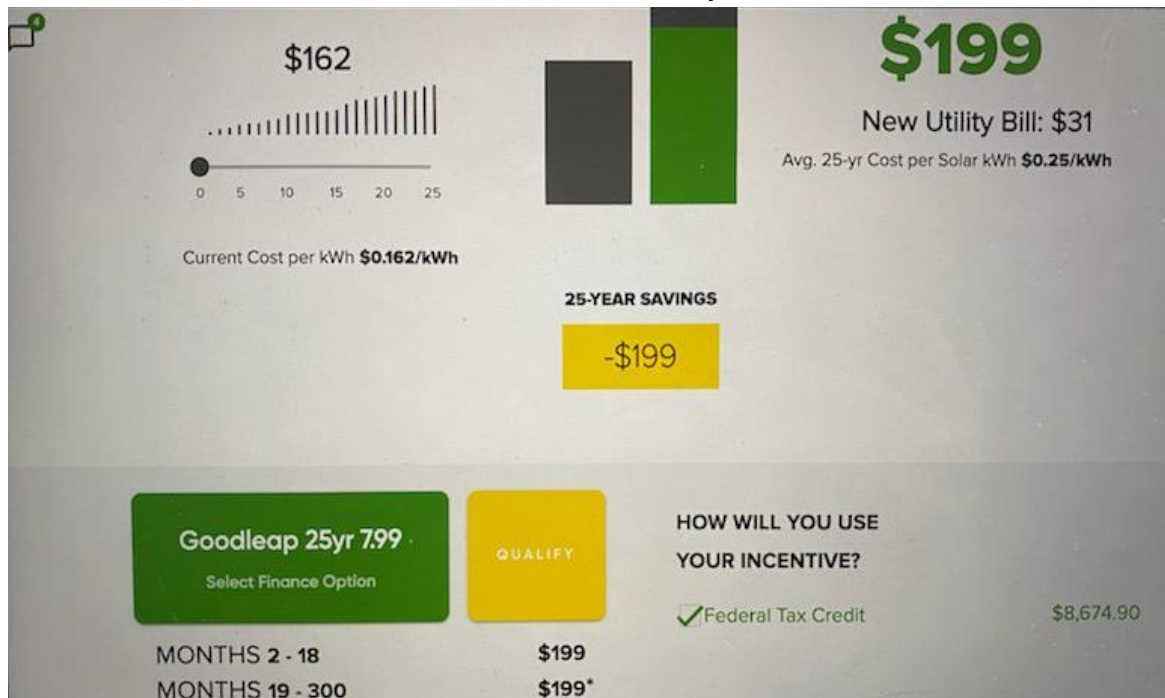 4
$162
0 5 10 15 20 25
Current Cost per kWh $0.162/kWh
$199
New Utility Bill: $31
Avg. 25-yr Cost per Solar kWh $0.25/kWh
25-YEAR SAVINGS
-$199
Goodleap 25yr 7.99
Select Finance Option
QUALIFY
MONTHS 2 - 18 $199
MONTHS 19 - 300 $199*
HOW WILL YOU USE
YOUR INCENTIVE?
Federal Tax Credit $8,674.90